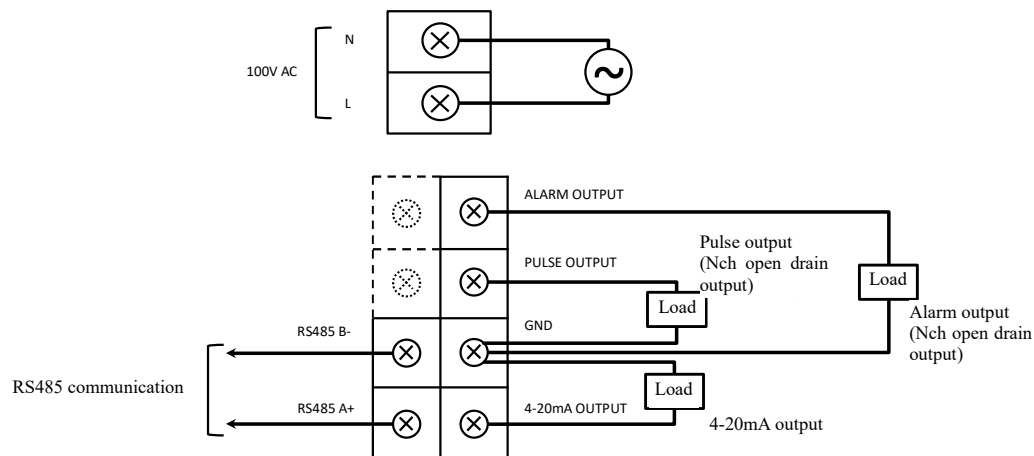 N
100V AC
L
ALARM OUTPUT
Pulse output
(Nch open drain
output)
PULSE OUTPUT
Load
Load
GND
Alarm output
(Nch open drain
output)
RS485 B-
RS485 communication
Load
RS485 A+
4-20mA OUTPUT
4-20mA output